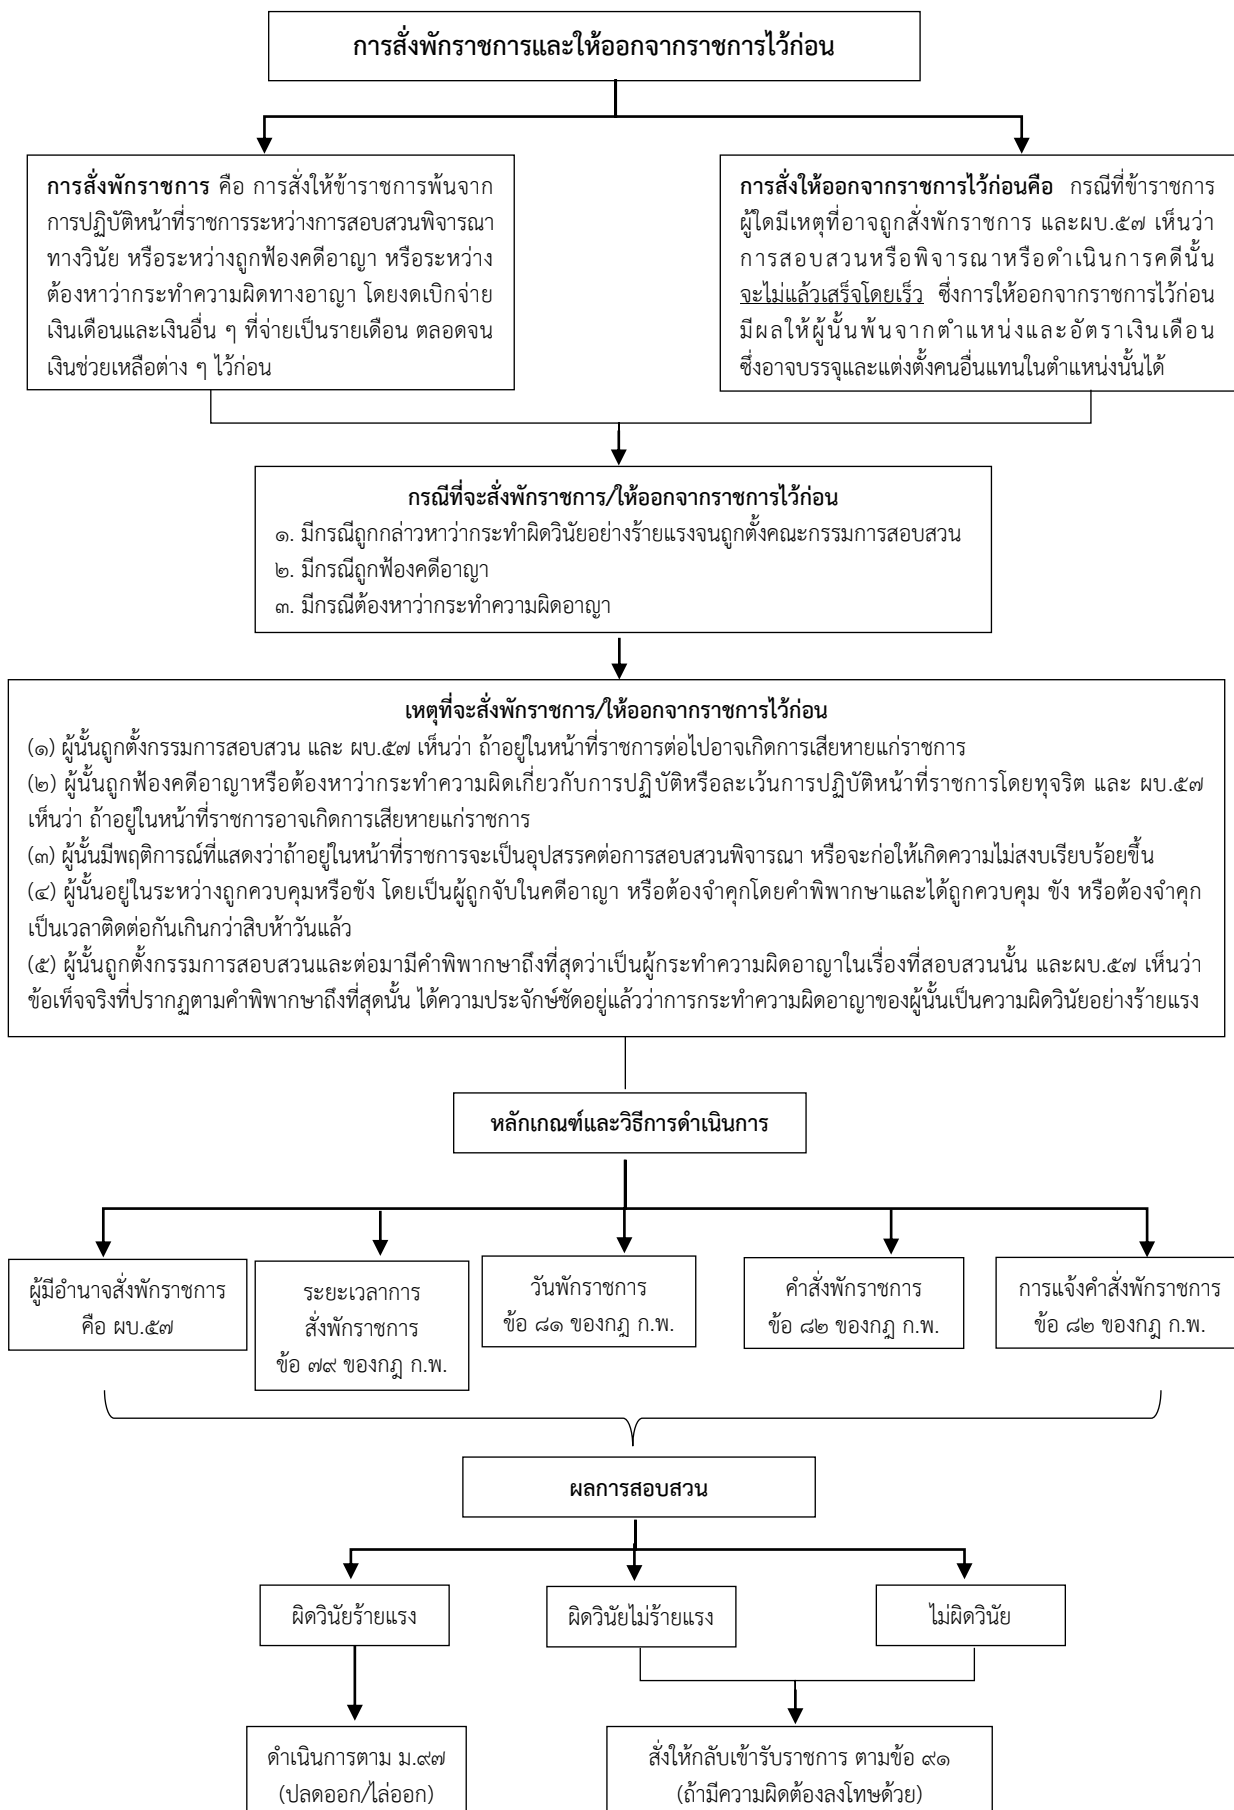 การสั่งพักราชการและให้ออกจากราชการไว้ก่อน
การสั่งพักราชการ คือ การสั่งให้ข้าราชการพ้นจาก
การปฏิบัติหน้าที่ราชการระหว่างการสอบสวนพิจารณา
ทางวินัย หรือระหว่างถูกฟ้องคดีอาญา หรือระหว่าง
ต้องหาว่ากระทำความผิดทางอาญา โดยงดเบิกจ่าย
เงินเดือนและเงินอื่น ๆ ที่จ่ายเป็นรายเดือน ตลอดจน
เงินช่วยเหลือต่าง ๆ ไว้ก่อน
การสั่งให้ออกจากราชการไว้ก่อนคือ กรณีที่ข้าราชการ
ผู้ใดมีเหตุที่อาจถูกสั่งพักราชการ และผบ.๕๗ เห็นว่า
การสอบสวนหรือพิจารณาหรือดำเนินการคดีนั้น
จะไม่แล้วเสร็จโดยเร็ว ซึ่งการให้ออกจากราชการไว้ก่อน
มีผลให้ผู้นั้นพ้นจากตำแหน่งและอัตราเงินเดือน
ซึ่งอาจบรรจุและแต่งตั้งคนอื่นแทนในตำแหน่งนั้นได้
กรณีที่จะสั่งพักราชการ/ให้ออกจากราชการไว้ก่อน
๑. มีกรณีถูกกล่าวหาว่ากระทำผิดวินัยอย่างร้ายแรงจนถูกตั้งคณะกรรมการสอบสวน
๒. มีกรณีถูกฟ้องคดีอาญา
๓. มีกรณีต้องหาว่ากระทำความผิดอาญา
เหตุที่จะสั่งพักราชการ/ให้ออกจากราชการไว้ก่อน
(๑) ผู้นั้นถูกตั้งกรรมการสอบสวน และ ผบ.๕๗ เห็นว่า ถ้าอยู่ในหน้าที่ราชการต่อไปอาจเกิดการเสียหายแก่ราชการ
(๒) ผู้นั้นถูกฟ้องคดีอาญาหรือต้องหาว่ากระทำความผิดเกี่ยวกับการปฏิบัติหรือละเว้นการปฏิบัติหน้าที่ราชการโดยทุจริต และ ผบ.๕๗
เห็นว่า ถ้าอยู่ในหน้าที่ราชการอาจเกิดการเสียหายแก่ราชการ
(๓) ผู้นั้นมีพฤติการณ์ที่แสดงว่าถ้าอยู่ในหน้าที่ราชการจะเป็นอุปสรรคต่อการสอบสวนพิจารณา หรือจะก่อให้เกิดความไม่สงบเรียบร้อยขึ้น
(๔) ผู้นั้นอยู่ในระหว่างถูกควบคุมหรือขัง โดยเป็นผู้ถูกจับในคดีอาญา หรือต้องจำคุกโดยคำพิพากษาและได้ถูกควบคุม ขัง หรือต้องจำคุก
เป็นเวลาติดต่อกันเกินกว่าสิบห้าวันแล้ว
(๕) ผู้นั้นถูกตั้งกรรมการสอบสวนและต่อมามีคำพิพากษาถึงที่สุดว่าเป็นผู้กระทำความผิดอาญาในเรื่องที่สอบสวนนั้น และผบ.๕๗ เห็นว่า
ข้อเท็จจริงที่ปรากฏตามคำพิพากษาถึงที่สุดนั้น ได้ความประจักษ์ชัดอยู่แล้วว่าการกระทำความผิดอาญาของผู้นั้นเป็นความผิดวินัยอย่างร้ายแรง
หลักเกณฑ์และวิธีการดำเนินการ
ผู้มีอำนาจสั่งพักราชการ
คือ ผบ.๕๗
ระยะเวลาการ
สั่งพักราชการ
ข้อ ๗๙ ของกฎ ก.พ.
วันพักราชการ
ข้อ ๘๑ ของกฎ ก.พ.
คำสั่งพักราชการ
ข้อ ๘๒ ของกฎ ก.พ.
การแจ้งคำสั่งพักราชการ
ข้อ ๘๒ ของกฎ ก.พ.
ผลการสอบสวน
ผิดวินัยร้ายแรง
ผิดวินัยไม่ร้ายแรง
ไม่ผิดวินัย
ดำเนินการตาม ม.๙๗
(ปลดออก/ไล่ออก)
สั่งให้กลับเข้ารับราชการ ตามข้อ ๙๑
(ถ้ามีความผิดต้องลงโทษด้วย)